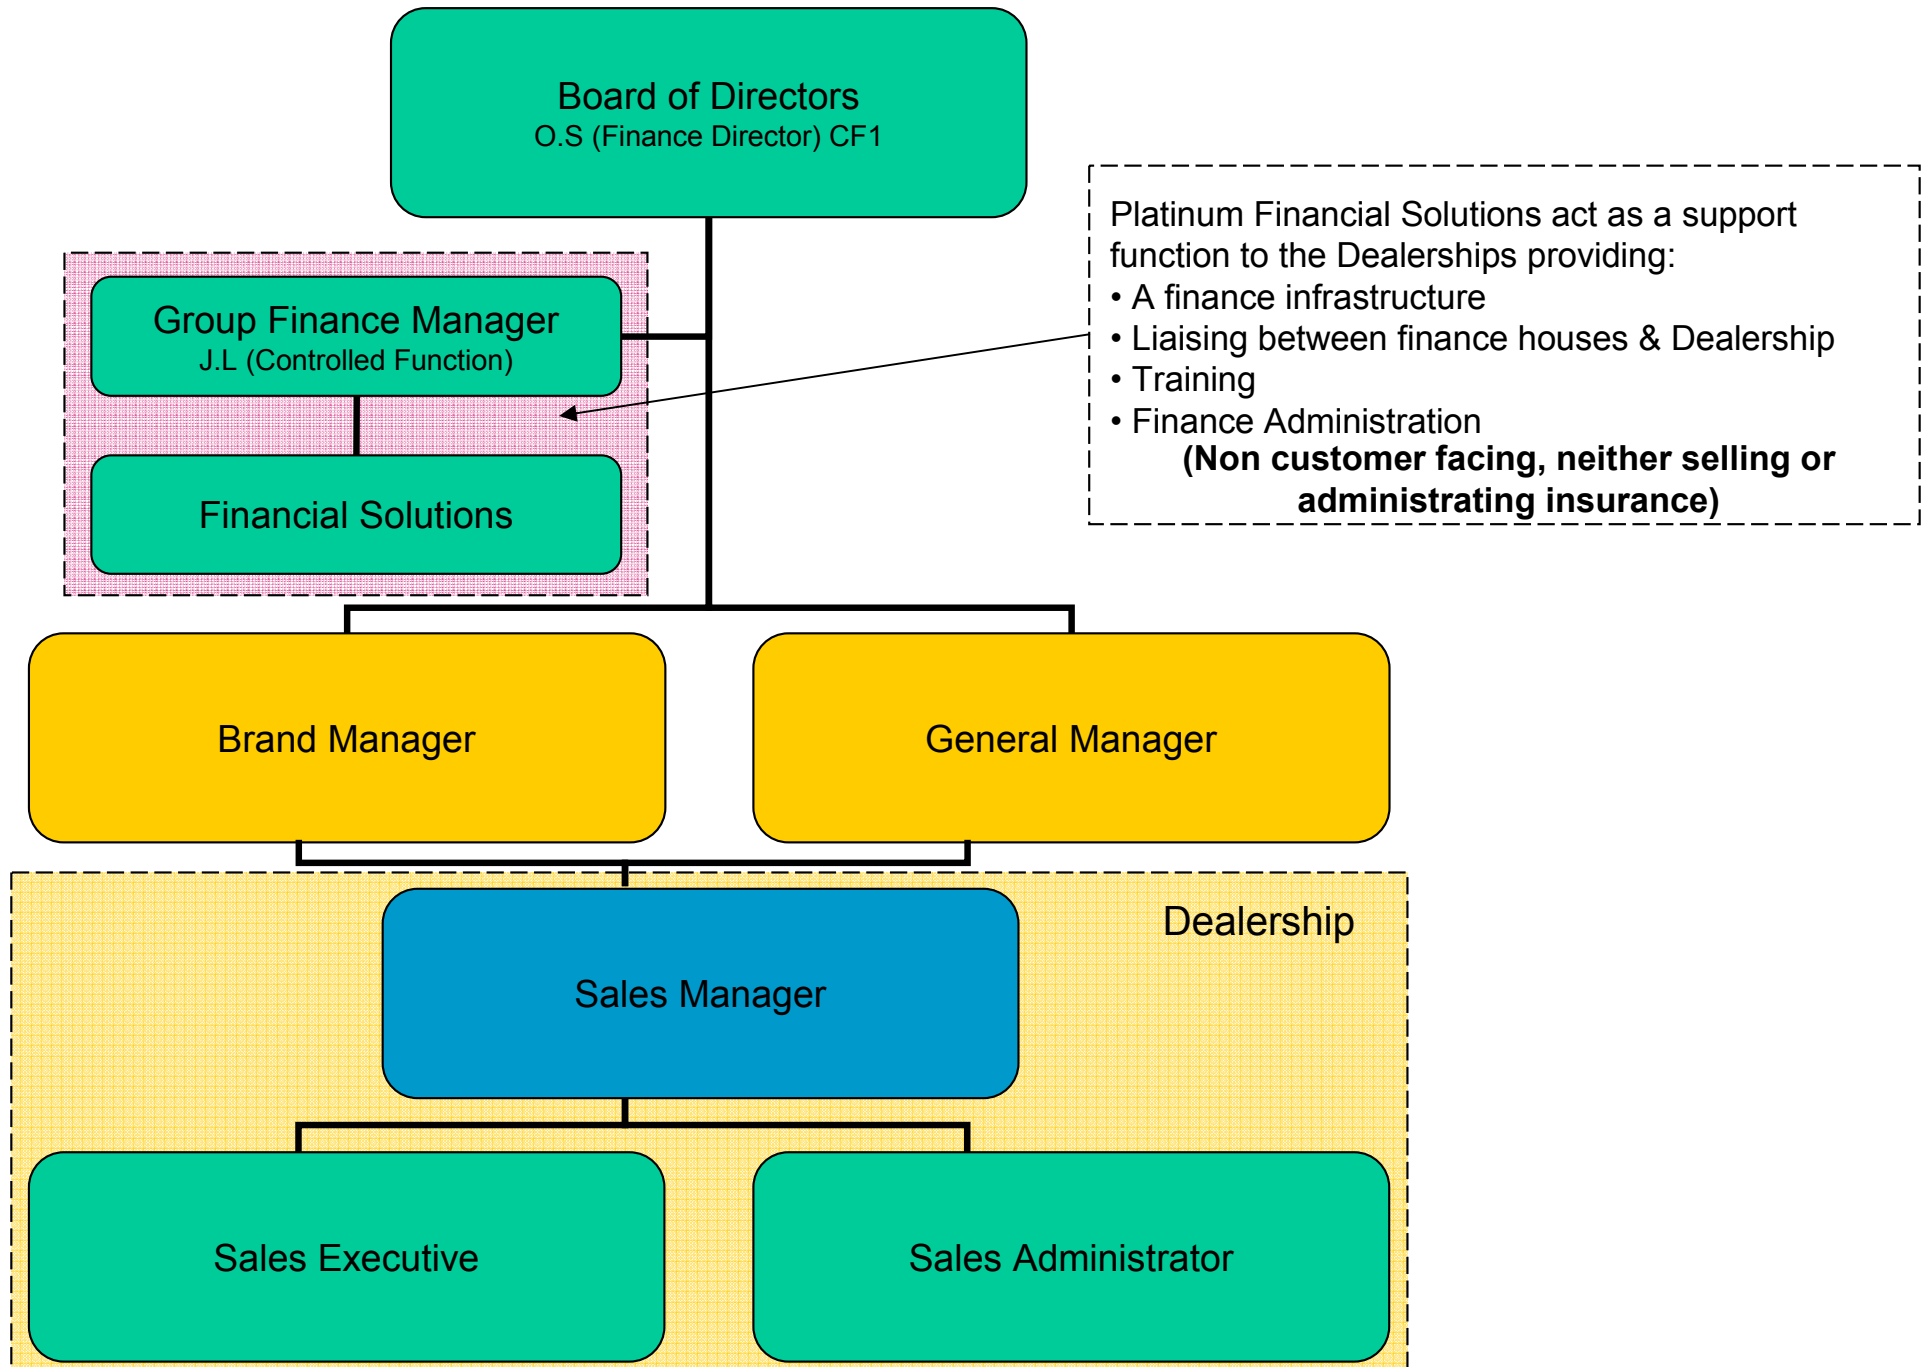 Board of Directors
O.S (Finance Director) CF1
Platinum Financial Solutions act as a support
function to the Dealerships providing:
• A finance infrastructure
• Liaising between finance houses & Dealership
• Training
• Finance Administration
(Non customer facing, neither selling or
administrating insurance)
Group Finance Manager
J.L (Controlled Function)
Financial Solutions
Brand Manager
General Manager
Dealership
Sales Manager
Sales Executive
Sales Administrator